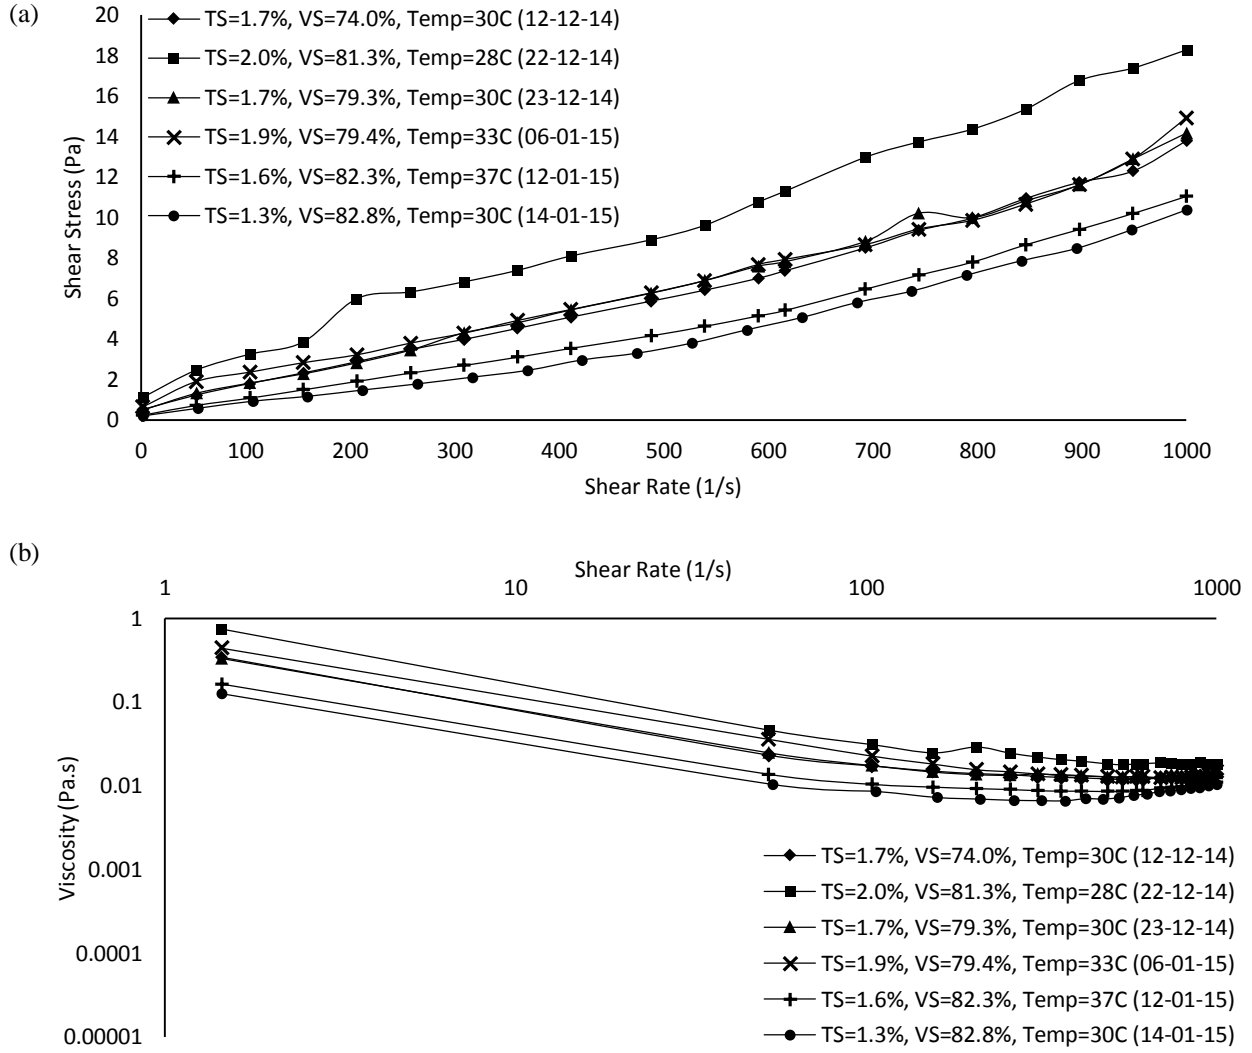 (a)
20
18
16
14
12
10
8
6
4
2
0
Shear Stress (Pa)
TS=1.7%, VS=74.0%, Temp=30C (12-12-14)
TS=2.0%, VS=81.3%, Temp=28C (22-12-14)
TS=1.7%, VS=79.3%, Temp=30C (23-12-14)
TS=1.9%, VS=79.4%, Temp=33C (06-01-15)
TS=1.6%, VS=82.3%, Temp=37C (12-01-15)
TS=1.3%, VS=82.8%, Temp=30C (14-01-15)
0 100 200 300 400 500 600 700 800 900 1000
Shear Rate (1/s)
(b)
Shear Rate (1/s)
1 10 100 1000
1
0.1
0.01
0.001
0.0001
0.00001
Viscosity (Pa.s)
TS=1.7%, VS=74.0%, Temp=30C (12-12-14)
TS=2.0%, VS=81.3%, Temp=28C (22-12-14)
TS=1.7%, VS=79.3%, Temp=30C (23-12-14)
TS=1.9%, VS=79.4%, Temp=33C (06-01-15)
TS=1.6%, VS=82.3%, Temp=37C (12-01-15)
TS=1.3%, VS=82.8%, Temp=30C (14-01-15)